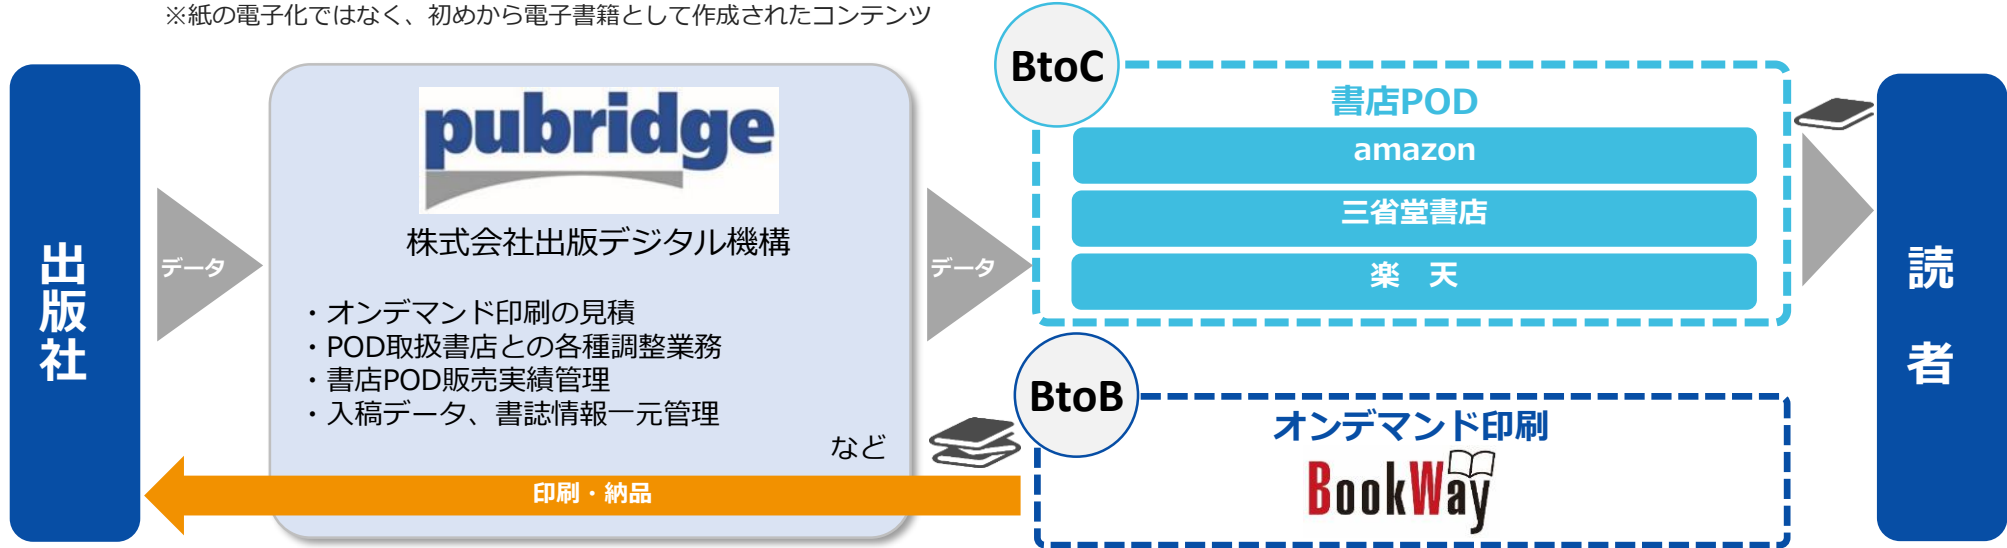 ※紙の電子化ではなく、初めから電子書籍として作成されたコンテンツ
出版社
データ
pubridge
株式会社出版デジタル機構
・オンデマンド印刷の見積
・POD取扱書店との各種調整業務
・書店POD販売実績管理
・入稿データ、書誌情報一元管理
など
データ
BtoC
書店POD
amazon
三省堂書店
楽　天
BtoB
オンデマンド印刷
BookWay
印刷・納品
読者